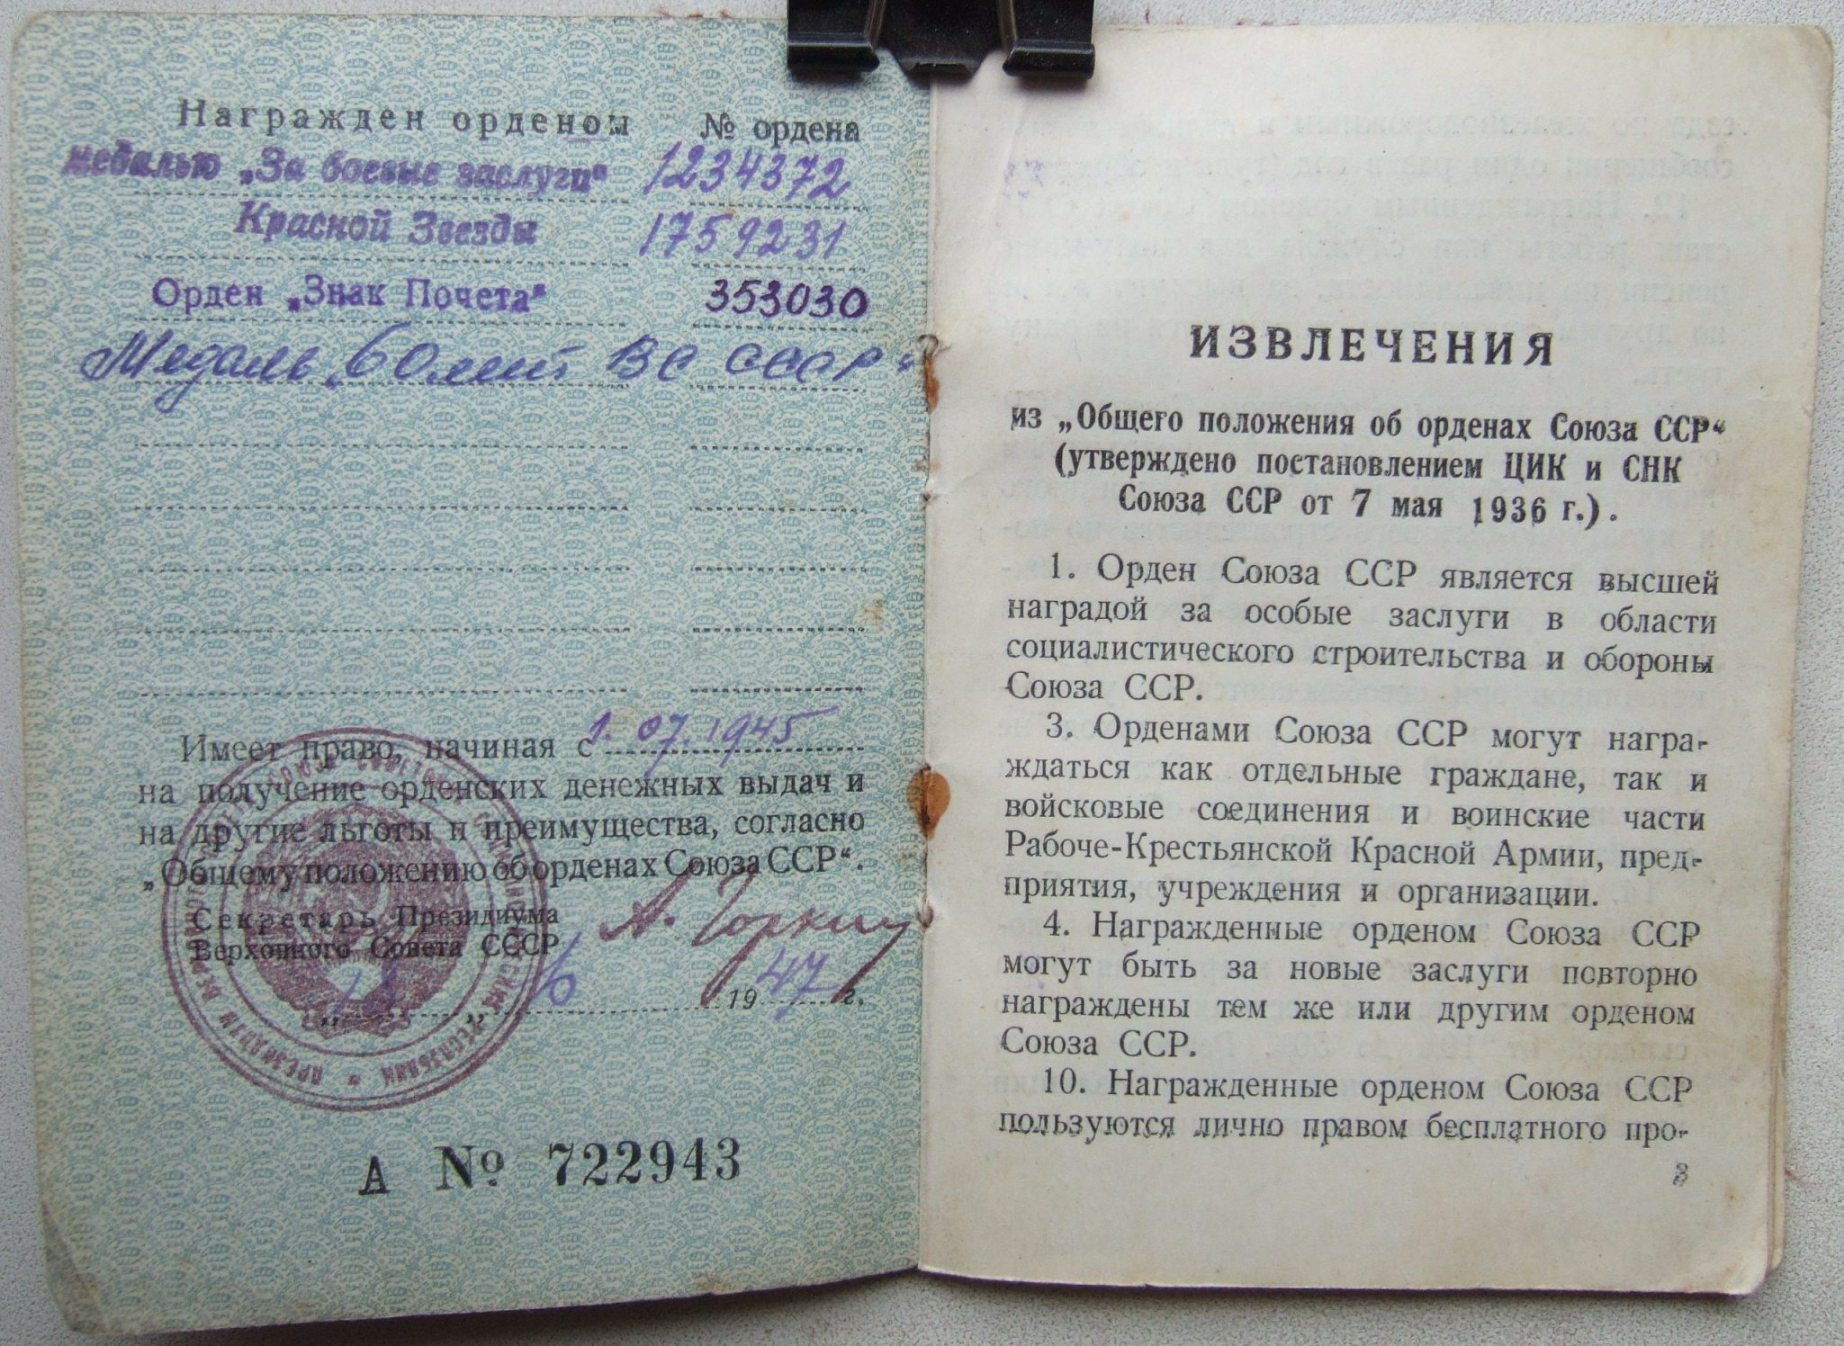 Награжден орденом № ордена
медалью „За боевые заслуги“ 1234372
Красной Звезды 1759231
Орден „Знак Почета“ 353030
Медаль „60 лет ВС СССР“
Имеет право, начиная с 1.07.1945
на получение орденских денежных выдач и
на другие льготы и преимущества, согласно
„Общему положению об орденах Союза ССР“.
Секретарь Президиума
Верховного Совета СССР
А. Горкин
6 1947 г.
А № 722943
ИЗВЛЕЧЕНИЯ
из „Общего положения об орденах Союза ССР“
(утверждено постановлением ЦИК и СНК
Союза ССР от 7 мая 1936 г.).
1. Орден Союза ССР является высшей
наградой за особые заслуги в области
социалистического строительства и обороны
Союза ССР.
3. Орденами Союза ССР могут награ-
ждаться как отдельные граждане, так и
войсковые соединения и воинские части
Рабоче-Крестьянской Красной Армии, пред-
приятия, учреждения и организации.
4. Награжденные орденом Союза ССР
могут быть за новые заслуги повторно
награждены тем же или другим орденом
Союза ССР.
10. Награжденные орденом Союза ССР
пользуются лично правом бесплатного про-
3